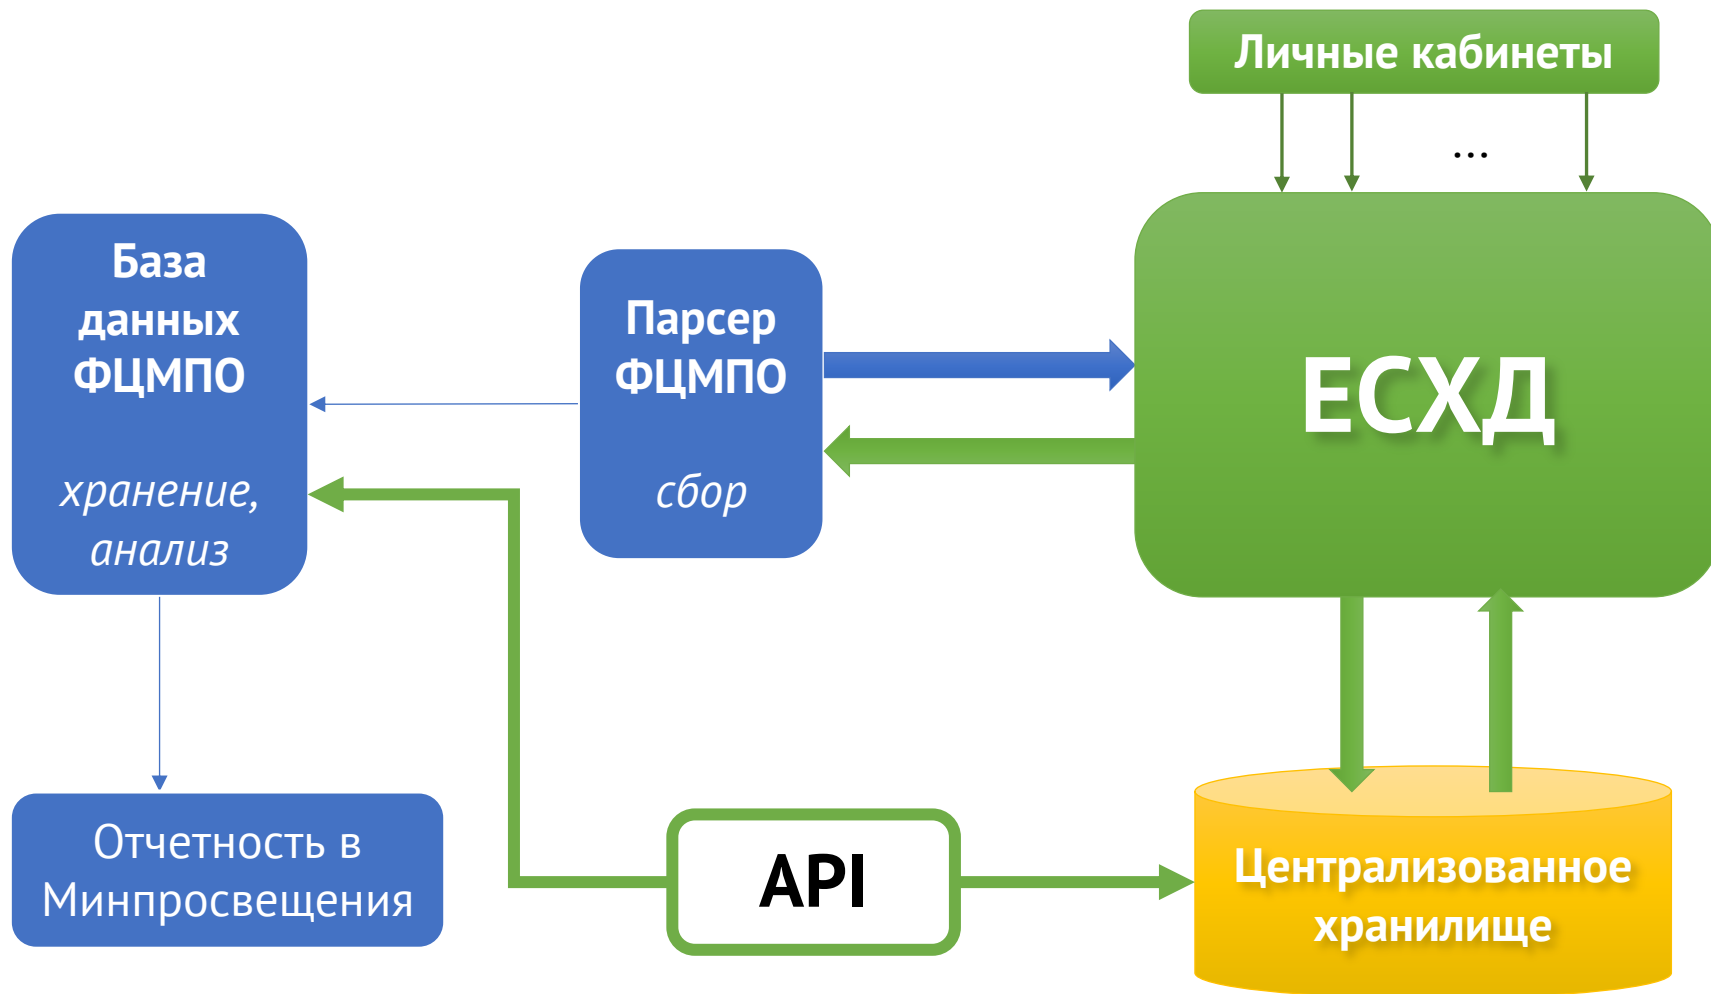 Личные кабинеты
...
База
данных
ФЦМПО
хранение,
анализ
Парсер
ФЦМПО
сбор
ЕСХД
Отчетность в
Минпросвещения
API
Централизованное
хранилище